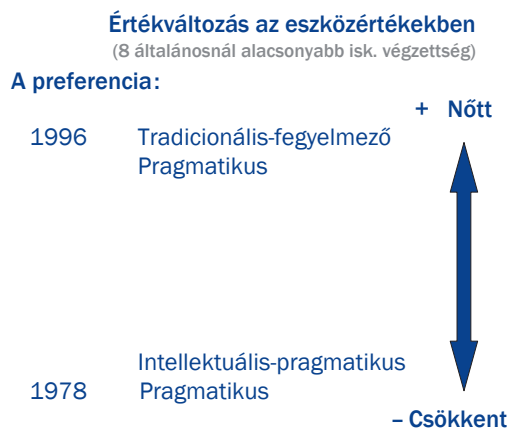 Értékváltozás az eszközértékekben
(8 általánosnál alacsonyabb isk. végzettség)
A preferencia:
+ Nőtt
1996 Tradicionális-fegyelmező
Pragmatikus
Intellektuális-pragmatikus
1978 Pragmatikus
– Csökkent